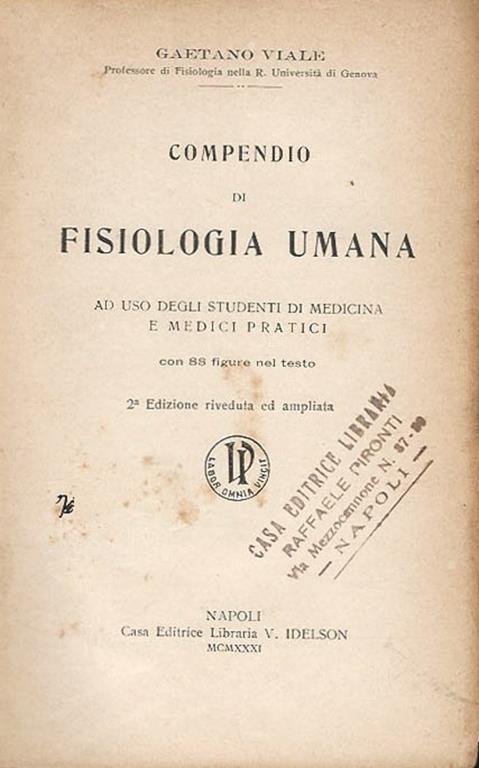 GAETANO VIALE
Professore di Fisiologia nella R. Università di Genova
COMPENDIO
DI
FISIOLOGIA UMANA
AD USO DEGLI STUDENTI DI MEDICINA
E MEDICI PRATICI
con 88 figure nel testo
2ª Edizione riveduta ed ampliata
LABOR OMNIA VINCIT
CASA EDITRICE LIBRARIA
RAFFAELE PIRONTI
Via Mezzocannone N. 87-
— NAPOLI —
NAPOLI
Casa Editrice Libraria V. IDELSON
MCMXXXI